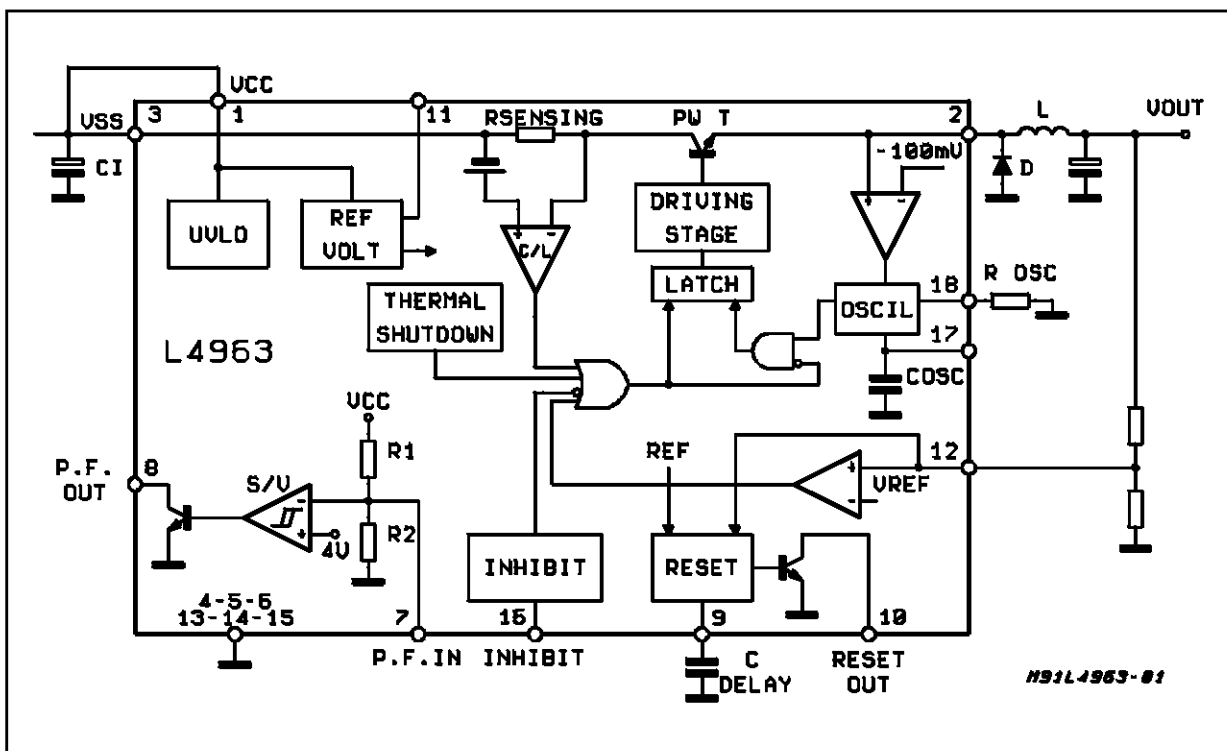 VCC
VSS 3 1 11 RSENSING PW T 2 L VOUT
CI
-100mV
D
+ -
UVLO
REF
VOLT
+ -
C/L
DRIVING
STAGE
LATCH
THERMAL
SHUTDOWN
OSCIL
18
R OSC
17
COSC
L4963
VCC
R1
R2
P.F.
OUT
8
S/V
-
+
4V
REF
12
+
-
VREF
INHIBIT
RESET
4-5-6
13-14-15
7
16
9
10
P.F.IN
INHIBIT
C
DELAY
RESET
OUT
M91L4963-01